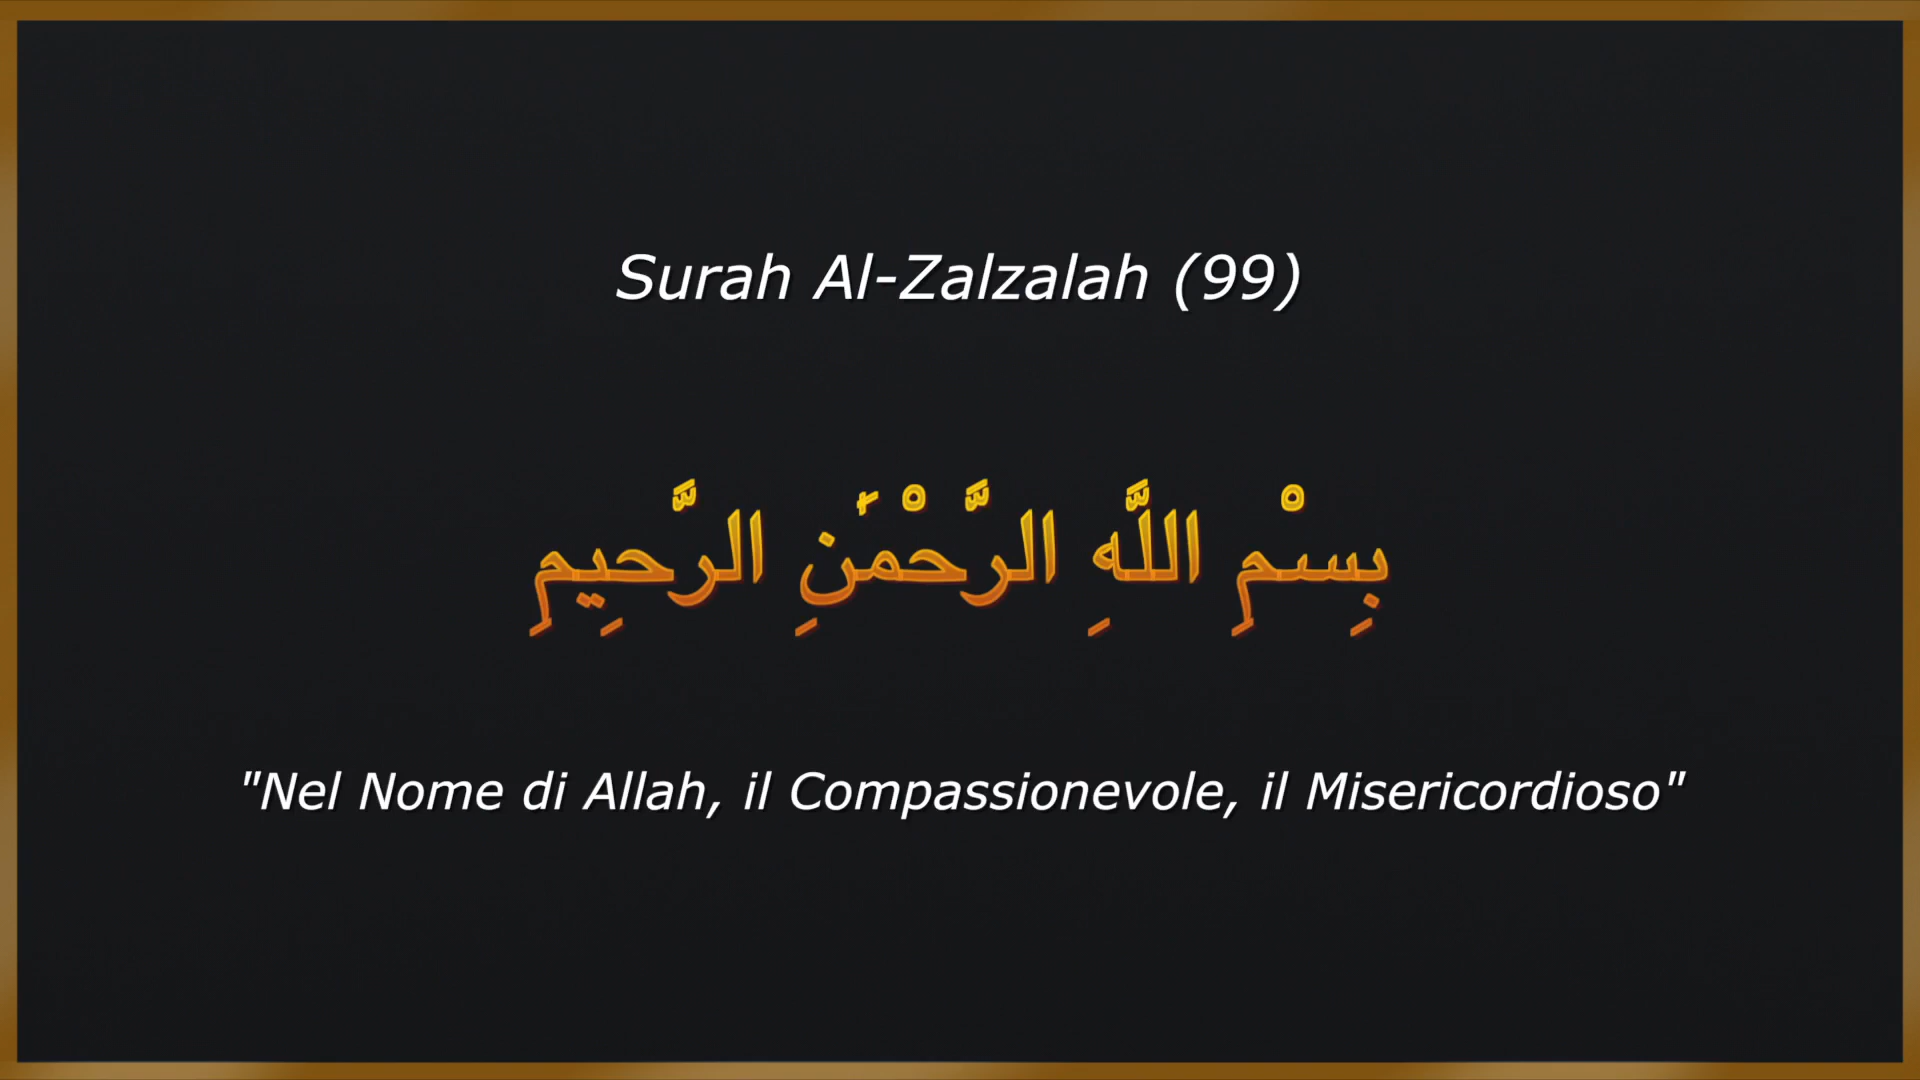 Surah Al-Zalzalah (99)
بِسْمِ اللَّهِ الرَّحْمَٰنِ الرَّحِيمِ
"Nel Nome di Allah, il Compassionevole, il Misericordioso"